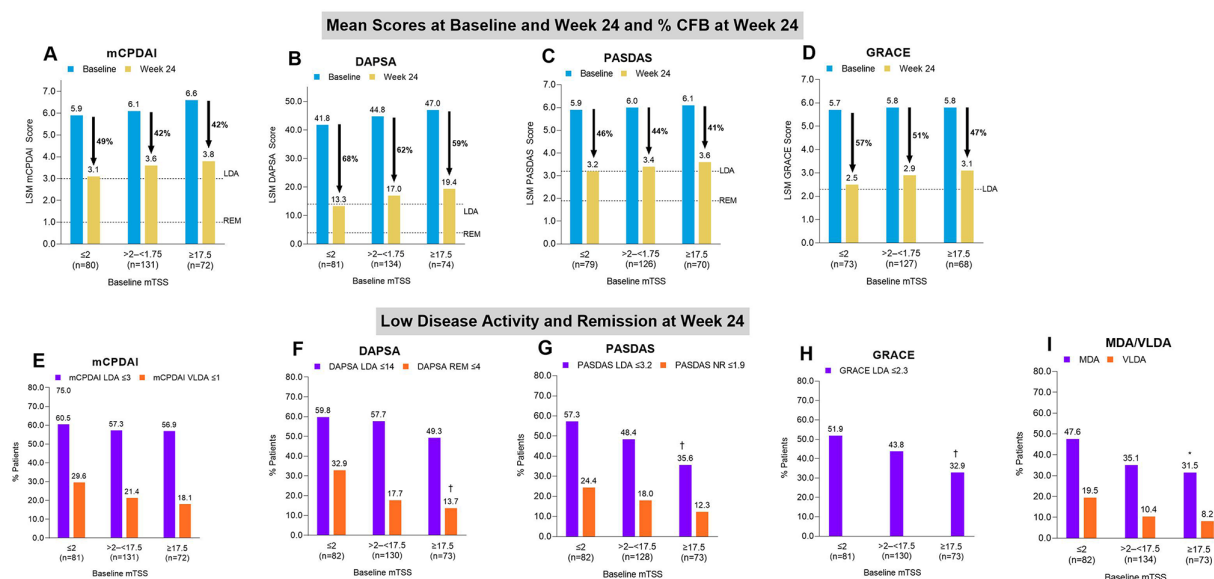 Mean Scores at Baseline and Week 24 and % CFB at Week 24
A mCPDAI
Baseline Week 24
LSM mCPDAI Score
7.0
6.0
5.0
4.0
3.0
2.0
1.0
0.0
5.9 3.1 49%
6.1 3.6 42%
6.6 3.8 42%
LDA
REM
≤2 >2–<1.75 ≥17.5
(n=80) (n=131) (n=72)
Baseline mTSS
B DAPSA
Baseline Week 24
LSM DAPSA Score
50.0
40.0
30.0
20.0
10.0
0.0
41.8 13.3 68%
44.8 17.0 62%
47.0 19.4 59%
LDA
REM
≤2 >2–<1.75 ≥17.5
(n=81) (n=134) (n=74)
Baseline mTSS
C PASDAS
Baseline Week 24
LSM PASDAS Score
7.0
6.0
5.0
4.0
3.0
2.0
1.0
0.0
5.9 3.2 46%
6.0 3.4 44%
6.1 3.6 41%
LDA
REM
≤2 >2–<1.75 ≥17.5
(n=79) (n=126) (n=70)
Baseline mTSS
D GRACE
Baseline Week 24
LSM GRACE Score
7.0
6.0
5.0
4.0
3.0
2.0
1.0
0.0
5.7 2.5 57%
5.8 2.9 51%
5.8 3.1 47%
LDA
≤2 >2–<1.75 ≥17.5
(n=73) (n=127) (n=68)
Baseline mTSS
Low Disease Activity and Remission at Week 24
E mCPDAI
mCPDAI LDA ≤3 mCPDAI VLDA ≤1
% Patients
80.0
70.0
60.0
50.0
40.0
30.0
20.0
10.0
0.0
75.0
60.5 29.6
57.3 21.4
56.9 18.1
≤2 >2–<17.5 ≥17.5
(n=81) (n=131) (n=72)
Baseline mTSS
F DAPSA
DAPSA LDA ≤14 DAPSA REM ≤4
% Patients
80.0
70.0
60.0
50.0
40.0
30.0
20.0
10.0
0.0
59.8 32.9
57.7 17.7
49.3 † 13.7
≤2 >2–<17.5 ≥17.5
(n=82) (n=130) (n=73)
Baseline mTSS
G PASDAS
PASDAS LDA ≤3.2 PASDAS NR ≤1.9
% Patients
80.0
70.0
60.0
50.0
40.0
30.0
20.0
10.0
0.0
57.3 24.4
48.4 18.0
† 35.6 12.3
≤2 >2–<17.5 ≥17.5
(n=82) (n=128) (n=73)
Baseline mTSS
H GRACE
GRACE LDA ≤2.3
% Patients
80.0
70.0
60.0
50.0
40.0
30.0
20.0
10.0
0.0
51.9
43.8
† 32.9
≤2 >2–<17.5 ≥17.5
(n=81) (n=130) (n=73)
Baseline mTSS
I MDA/VLDA
MDA VLDA
% Patients
80.0
70.0
60.0
50.0
40.0
30.0
20.0
10.0
0.0
47.6 19.5
35.1 10.4
* 31.5 8.2
≤2 >2–<17.5 ≥17.5
(n=82) (n=134) (n=73)
Baseline mTSS